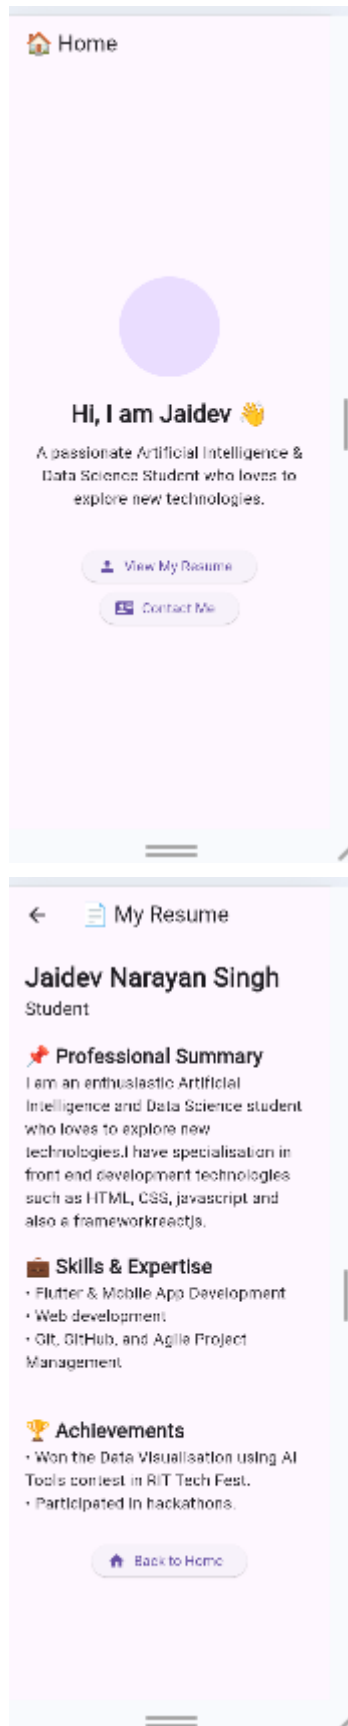 🏠 Home
Hi, I am Jaidev 👋
A passionate Artificial Intelligence &
Data Science Student who loves to
explore new technologies.
View My Resume
Contact Me
← 📄 My Resume
Jaidev Narayan Singh
Student
📌 Professional Summary
I am an enthusiastic Artificial
Intelligence and Data Science student
who loves to explore new
technologies.I have specialisation in
front end development technologies
such as HTML, CSS, javascript and
also a frameworkreactjs.
💼 Skills & Expertise
• Flutter & Mobile App Development
• Web development
• Git, GitHub, and Agile Project
Management
🏆 Achievements
• Won the Data Visualisation using AI
Tools contest in RIT Tech Fest.
• Participated in hackathons.
Back to Home